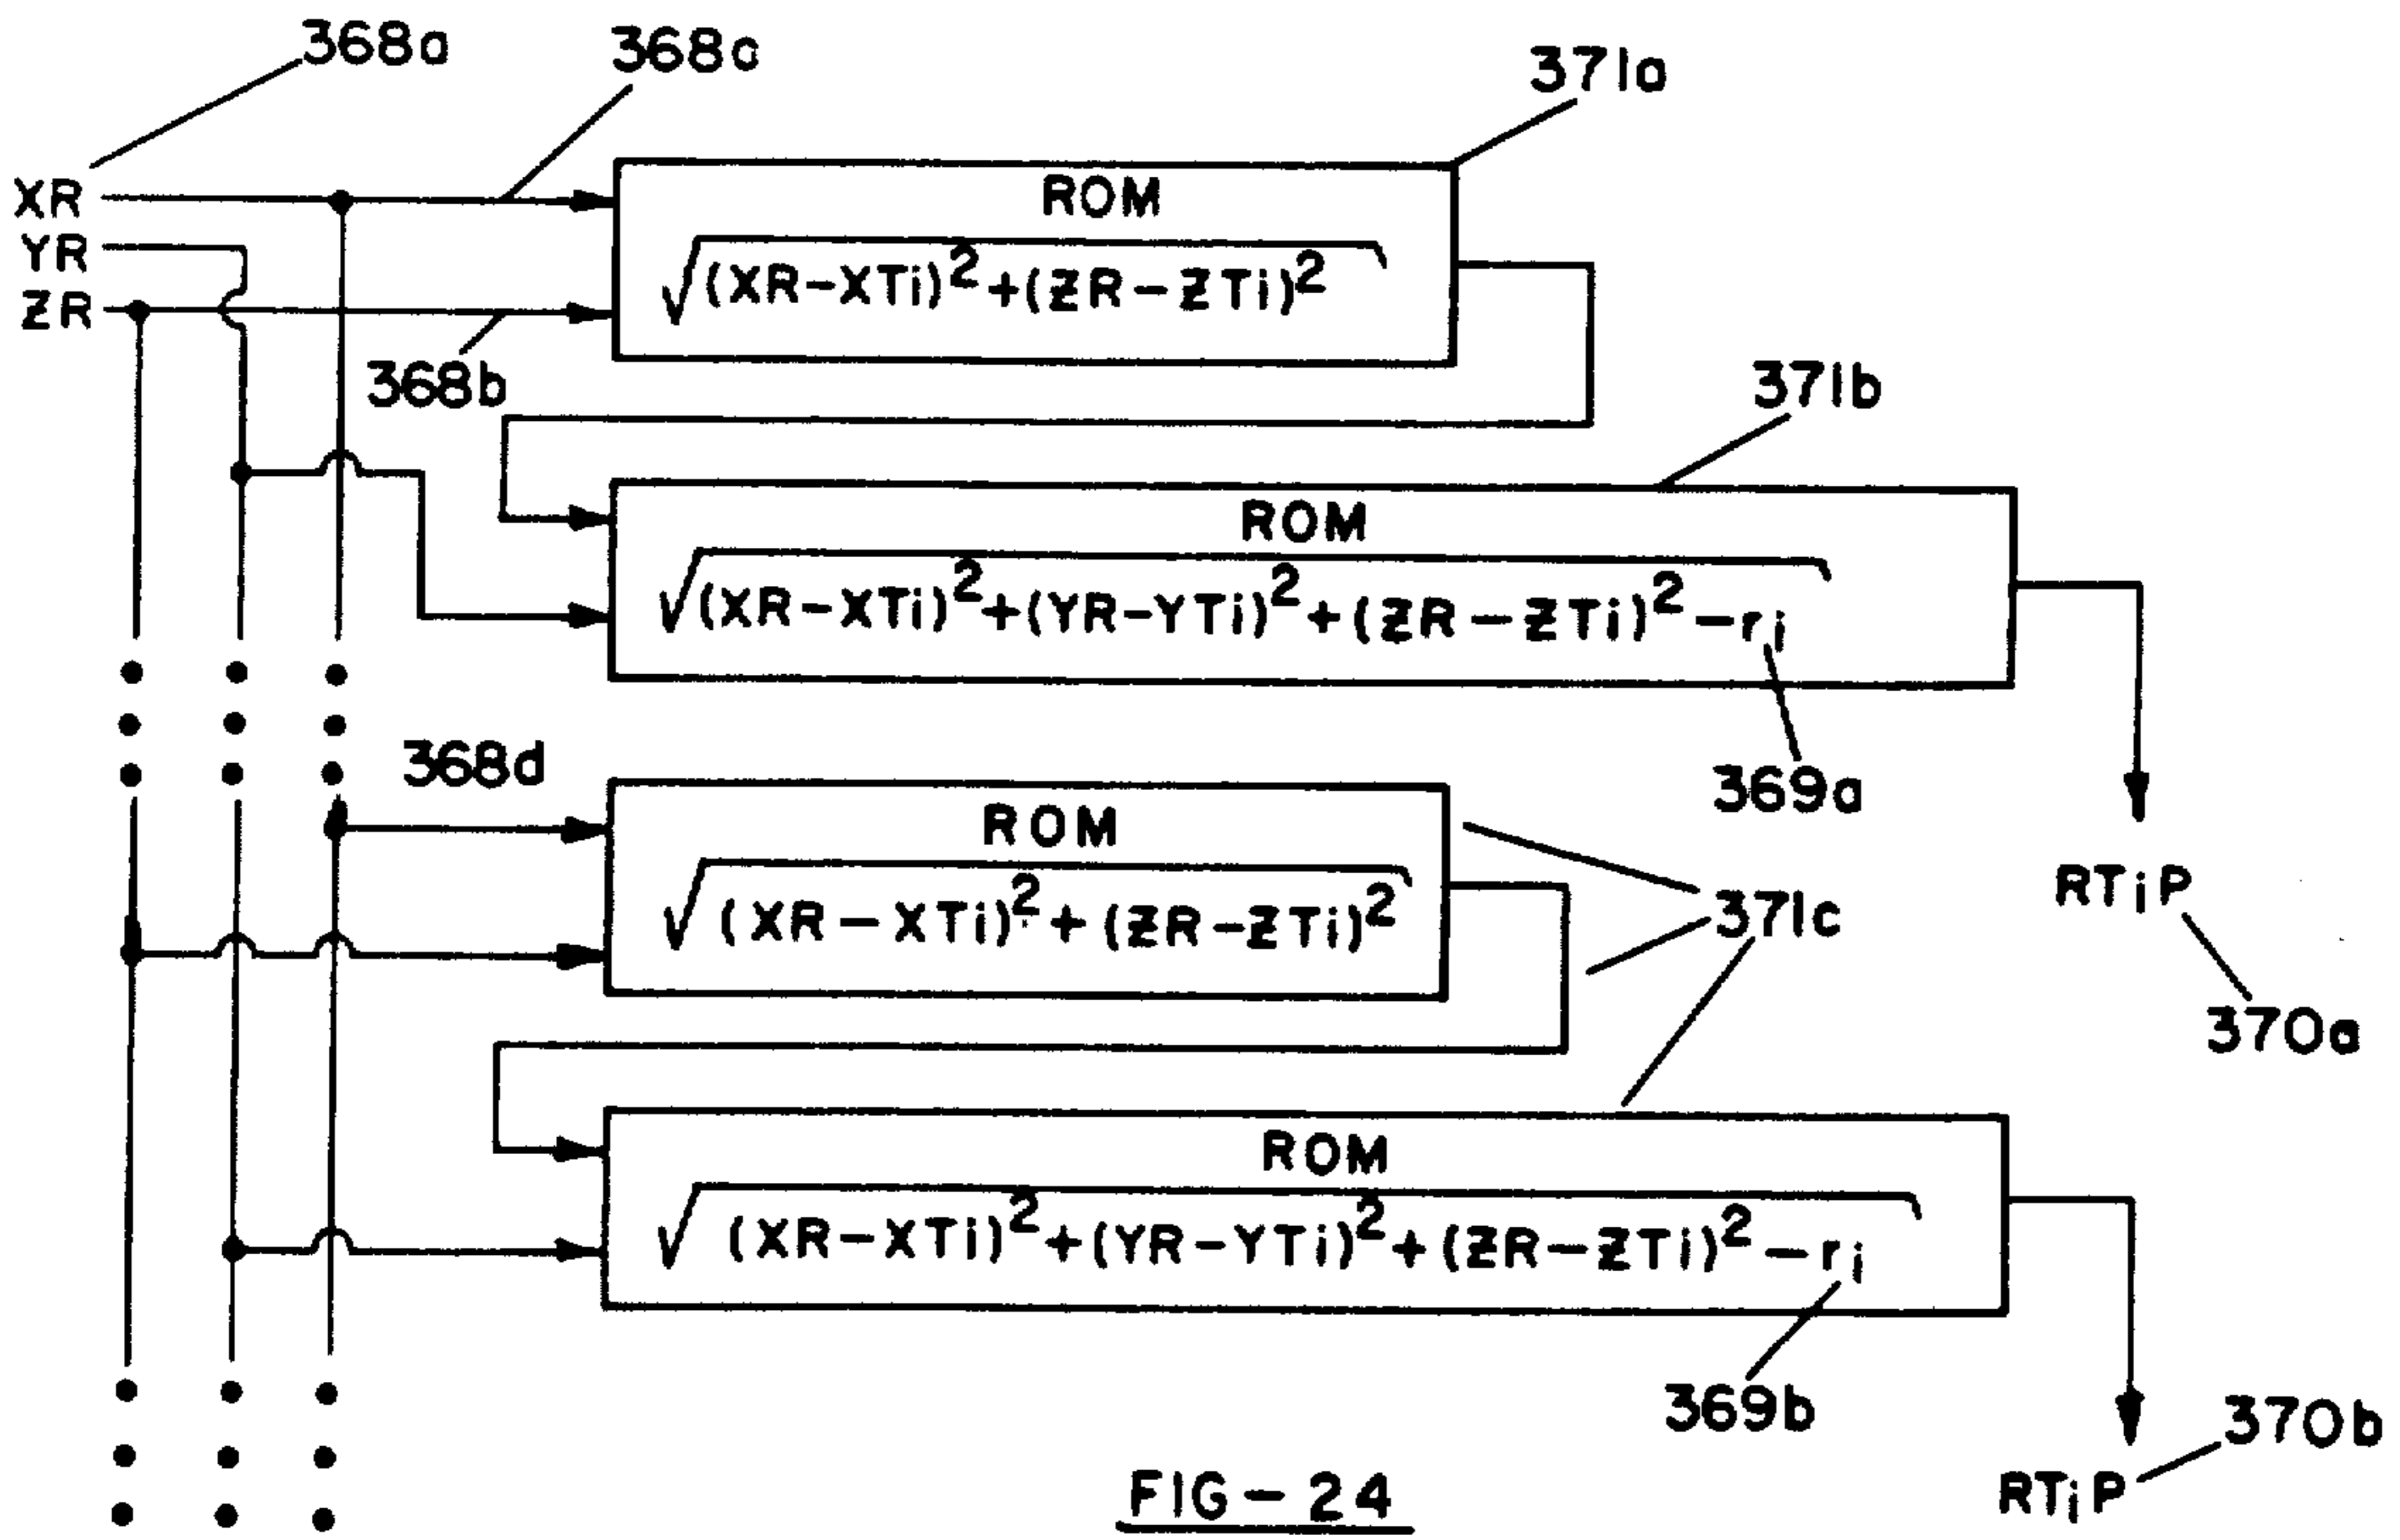 368a
368c
371a
XR
YR
ZR
ROM
√(XR-XTi)²+(ZR-ZTi)²
368b
371b
ROM
√(XR-XTi)²+(YR-YTi)²+(ZR-ZTi)²-ri
369a
368d
ROM
√(XR-XTi)²+(ZR-ZTi)²
371c
RTiP
370a
ROM
√(XR-XTi)²+(YR-YTi)²+(ZR-ZTi)²-ri
369b
370b
RTiP
FIG-24